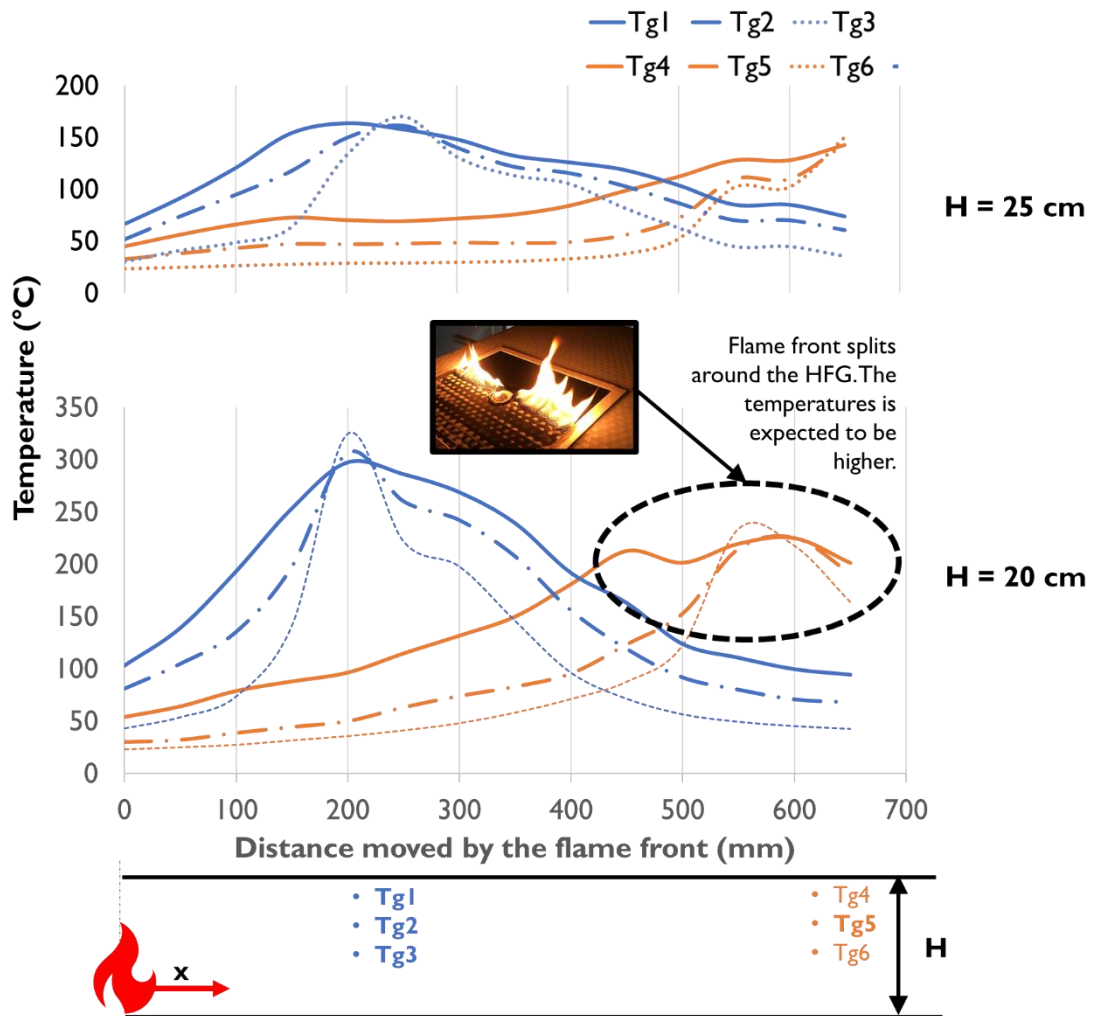 Tg1 Tg2 Tg3
Tg4 Tg5 Tg6
200
150
100
50
0
H = 25 cm
Temperature (°C)
Flame front splits
around the HFG.The
temperatures is
expected to be
higher.
350
300
250
200
150
100
50
0
H = 20 cm
0 100 200 300 400 500 600 700
Distance moved by the flame front (mm)
• Tg1
• Tg2
• Tg3
• Tg4
• Tg5
• Tg6
H
x